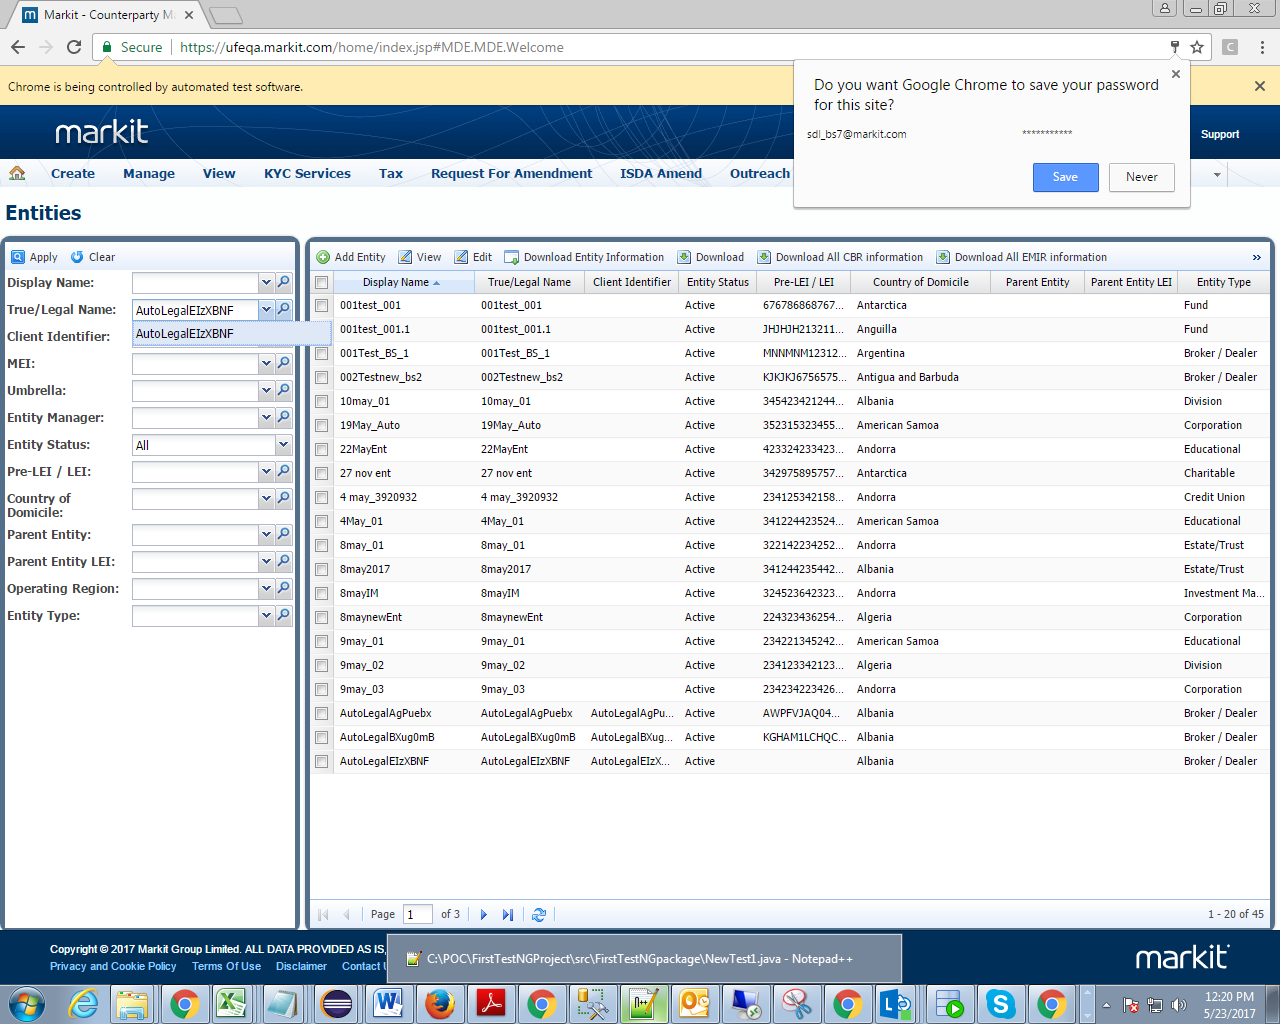 Markit - Counterparty Ma
Secure https://ufeqa.markit.com/home/index.jsp#MDE.MDE.Welcome
Chrome is being controlled by automated test software.
Do you want Google Chrome to save your password
for this site?
sdl_bs7@markit.com ***********
Save Never
markit
Support
Create Manage View KYC Services Tax Request For Amendment ISDA Amend Outreach
Entities
Apply Clear
Display Name:
True/Legal Name: AutoLegalEIzXBNF
AutoLegalEIzXBNF
Client Identifier:
MEI:
Umbrella:
Entity Manager:
Entity Status: All
Pre-LEI / LEI:
Country of
Domicile:
Parent Entity:
Parent Entity LEI:
Operating Region:
Entity Type:
Add Entity View Edit Download Entity Information Download Download All CBR information Download All EMIR information »
Display Name True/Legal Name Client Identifier Entity Status Pre-LEI / LEI Country of Domicile Parent Entity Parent Entity LEI Entity Type
001test_001 001test_001 Active 676786868767... Antarctica Fund
001test_001.1 001test_001.1 Active JHJHJH213211... Anguilla Fund
001Test_BS_1 001Test_BS_1 Active MNNMNM12312... Argentina Broker / Dealer
002Testnew_bs2 002Testnew_bs2 Active KJKJKJ6756575... Antigua and Barbuda Broker / Dealer
10may_01 10may_01 Active 345423421244... Albania Division
19May_Auto 19May_Auto Active 352315323455... American Samoa Corporation
22MayEnt 22MayEnt Active 423324233423... Andorra Educational
27 nov ent 27 nov ent Active 342975895757... Antarctica Charitable
4 may_3920932 4 may_3920932 Active 234125342158... Andorra Credit Union
4May_01 4May_01 Active 341224423524... American Samoa Educational
8may_01 8may_01 Active 322142234252... Andorra Estate/Trust
8may2017 8may2017 Active 341244235442... Albania Estate/Trust
8mayIM 8mayIM Active 324523642323... Andorra Investment Ma...
8maynewEnt 8maynewEnt Active 224323436254... Algeria Corporation
9may_01 9may_01 Active 234221345242... American Samoa Educational
9may_02 9may_02 Active 234123342123... Algeria Division
9may_03 9may_03 Active 234234223426... Andorra Corporation
AutoLegalAgPuebx AutoLegalAgPuebx AutoLegalAgPu... Active AWPFVJAQ04... Albania Broker / Dealer
AutoLegalBXug0mB AutoLegalBXug0mB AutoLegalBXug... Active KGHAM1LCHQC... Albania Broker / Dealer
AutoLegalEIzXBNF AutoLegalEIzXBNF AutoLegalEIzX... Active Albania Broker / Dealer
Page 1 of 3 1 - 20 of 45
Copyright © 2017 Markit Group Limited. ALL DATA PROVIDED AS IS,
Privacy and Cookie Policy Terms Of Use Disclaimer Contact U
C:\POC\FirstTestNGProject\src\FirstTestNGpackage\NewTest1.java - Notepad++
markit
12:20 PM
5/23/2017